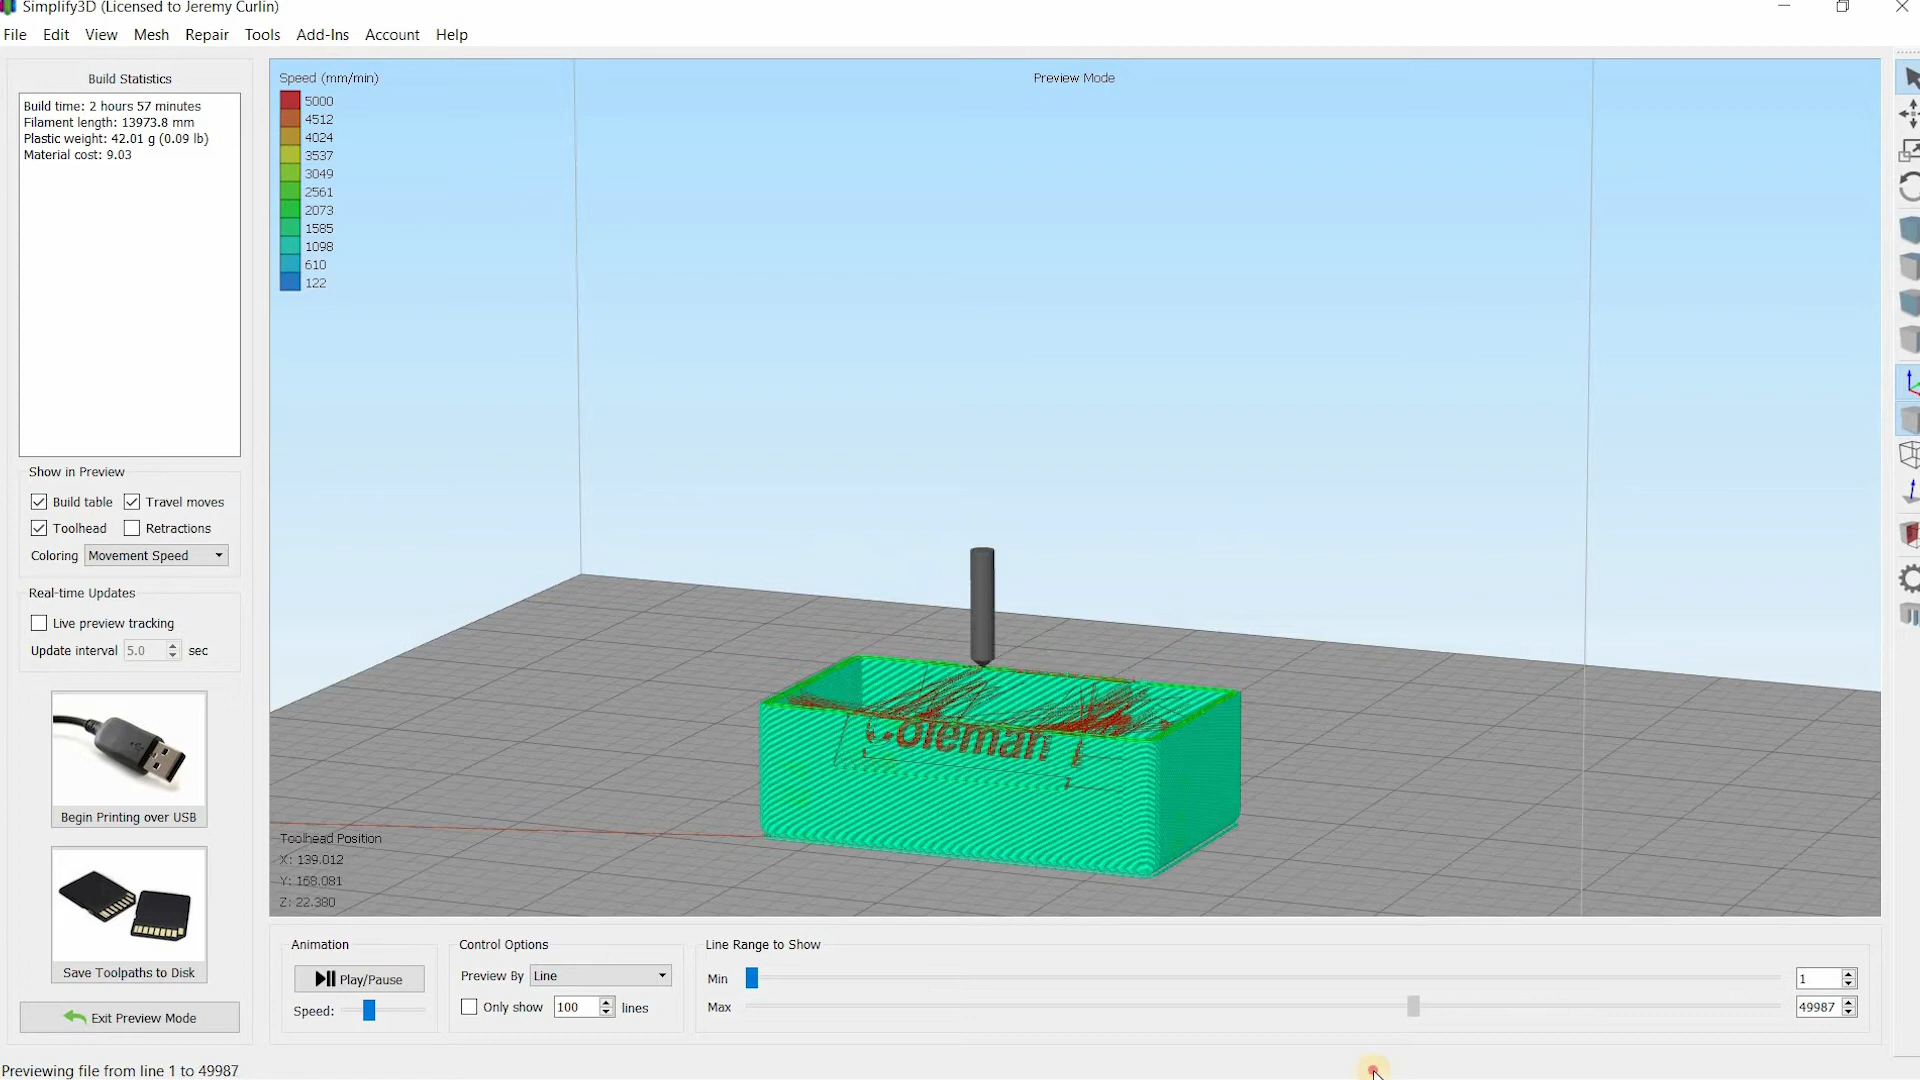 Simplify3D (Licensed to Jeremy Curlin)
File Edit View Mesh Repair Tools Add-Ins Account Help
Build Statistics
Build time: 2 hours 57 minutes
Filament length: 13973.8 mm
Plastic weight: 42.01 g (0.09 lb)
Material cost: 9.03
Show in Preview
Build table Travel moves
Toolhead Retractions
Coloring Movement Speed
Real-time Updates
Live preview tracking
Update interval 5.0 sec
Begin Printing over USB
Save Toolpaths to Disk
Exit Preview Mode
Speed (mm/min)
5000
4512
4024
3537
3049
2561
2073
1585
1098
610
122
Preview Mode
Coleman
Toolhead Position
X: 139.012
Y: 168.081
Z: 22.380
Animation
Play/Pause
Speed:
Control Options
Preview By Line
Only show 100 lines
Line Range to Show
Min 1
Max 49987
Previewing file from line 1 to 49987